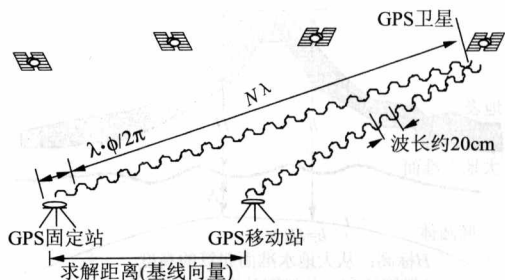 GPS卫星
Nλ
λ·ϕ/2π
波长约20cm
GPS固定站
GPS移动站
求解距离(基线向量)